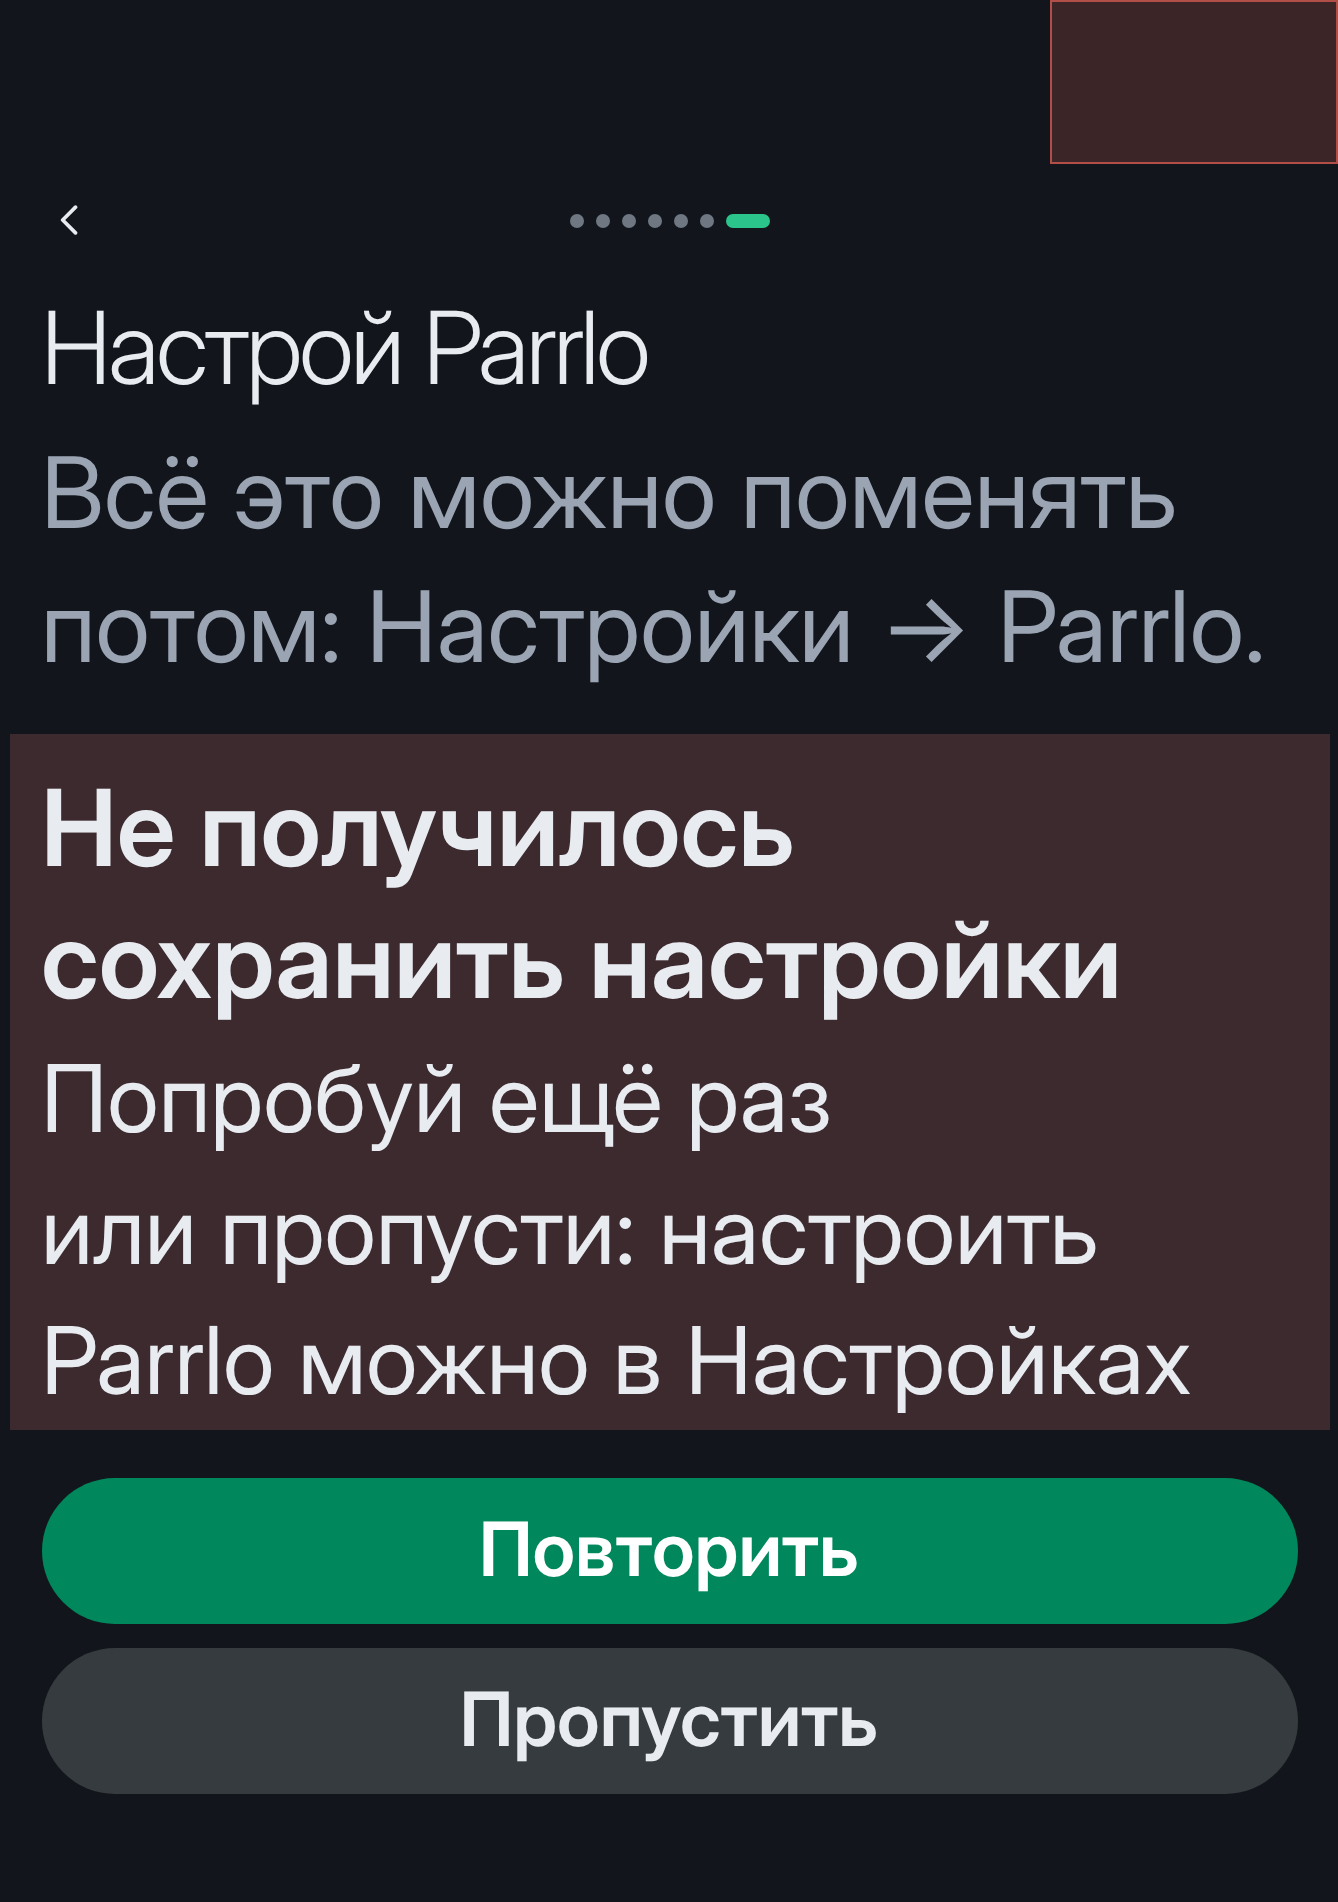 Настрой Parrlo
Всё это можно поменять
потом: Настройки → Parrlo.
Не получилось
сохранить настройки
Попробуй ещё раз
или пропусти: настроить
Parrlo можно в Настройках
Повторить
Пропустить